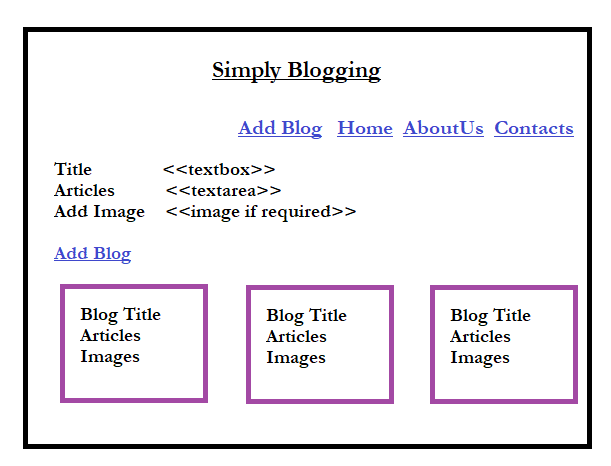 Simply Blogging
Add Blog Home AboutUs Contacts
Title <<textbox>>
Articles <<textarea>>
Add Image <<image if required>>
Add Blog
Blog Title
Articles
Images
Blog Title
Articles
Images
Blog Title
Articles
Images